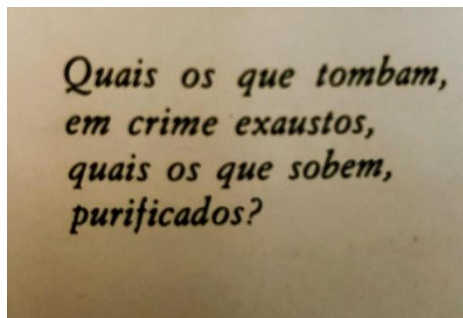 Quais os que tombam,
em crime exaustos,
quais os que sobem,
purificados?